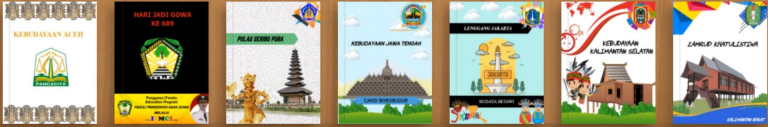 KEBUDAYAAN ACEH
PANCACITA
HARI JADI GOWA
KE 689
PULAU SERIBU PURA
KEBUDAYAAN JAWA TENGAH
CANDI BOROBUDUR
LENGGANG JAKARTA
JAKARTA
BUDAYA BETAWI
KEBUDAYAAN
KALIMANTAN SELATAN
ZAMRUD KHATULISTIWA
KALIMANTAN BARAT